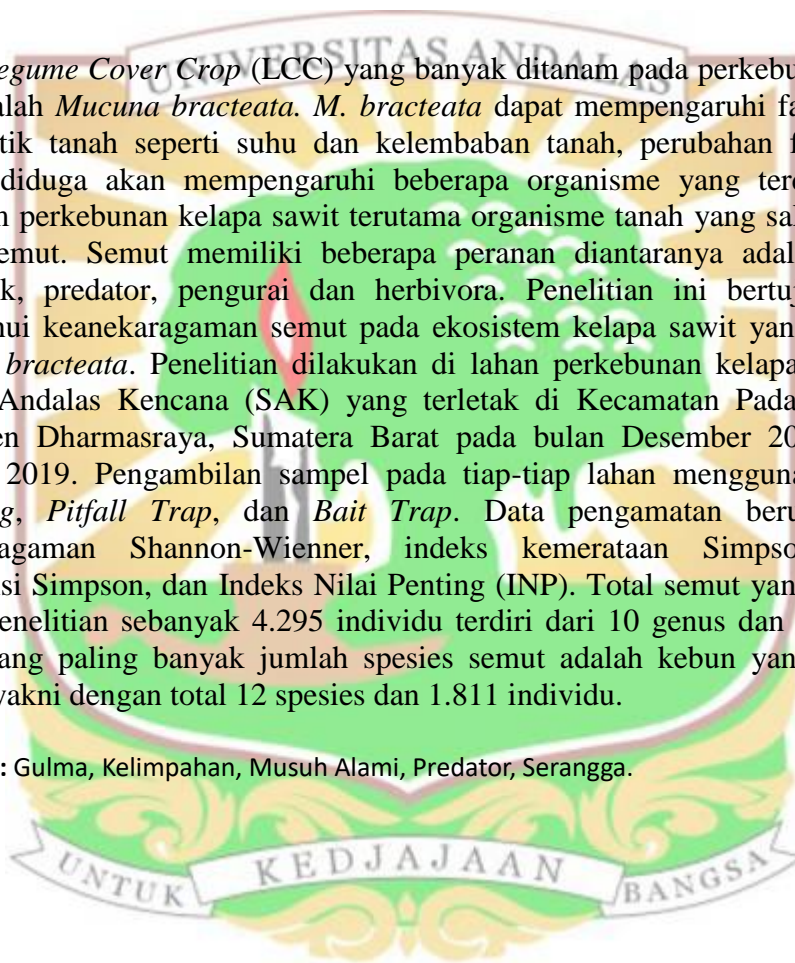 UNIVERSITAS ANDALAS
egume Cover Crop (LCC) yang banyak ditanam pada perkebu
lah Mucuna bracteata. M. bracteata dapat mempengaruhi fa
tik tanah seperti suhu dan kelembaban tanah, perubahan f
diduga akan mempengaruhi beberapa organisme yang ter
n perkebunan kelapa sawit terutama organisme tanah yang sal
emut. Semut memiliki beberapa peranan diantaranya adal
k, predator, pengurai dan herbivora. Penelitian ini bertuj
ui keanekaragaman semut pada ekosistem kelapa sawit yan
bracteata. Penelitian dilakukan di lahan perkebunan kelapa
Andalas Kencana (SAK) yang terletak di Kecamatan Pada
en Dharmasraya, Sumatera Barat pada bulan Desember 20
2019. Pengambilan sampel pada tiap-tiap lahan mengguna
g, Pitfall Trap, dan Bait Trap. Data pengamatan beru
agaman Shannon-Wienner, indeks kemerataan Simpso
si Simpson, dan Indeks Nilai Penting (INP). Total semut yan
enelitian sebanyak 4.295 individu terdiri dari 10 genus dan
ang paling banyak jumlah spesies semut adalah kebun yan
yakni dengan total 12 spesies dan 1.811 individu.
: Gulma, Kelimpahan, Musuh Alami, Predator, Serangga.
UNTUK KEDJAJAAN BANGSA